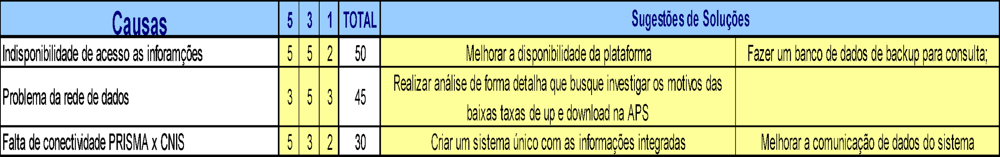 Causas 5 3 1 TOTAL Sugestões de Soluções
Indisponibilidade de acesso as inforamções 5 5 2 50 Melhorar a disponibilidade da plataforma Fazer um banco de dados de backup para consulta;
Problema da rede de dados 3 5 3 45 Realizar análise de forma detalha que busque investigar os motivos das
baixas taxas de up e download na APS
Falta de conectividade PRISMA x CNIS 5 3 2 30 Criar um sistema único com as informações integradas Melhorar a comunicação de dados do sistema